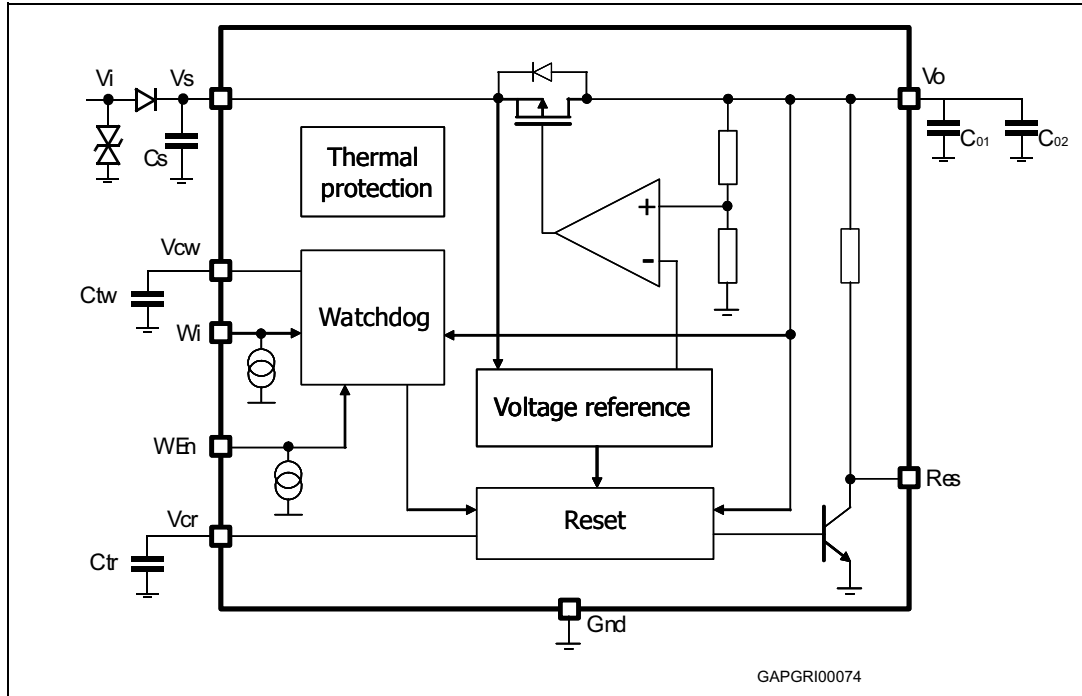 Vi
Vs
Vo
Cs
C01
C02
Thermal
protection
+
-
Vcw
Ctw
Watchdog
Wi
Voltage reference
WEn
Res
Vcr
Reset
Ctr
Gnd
GAPGRI00074